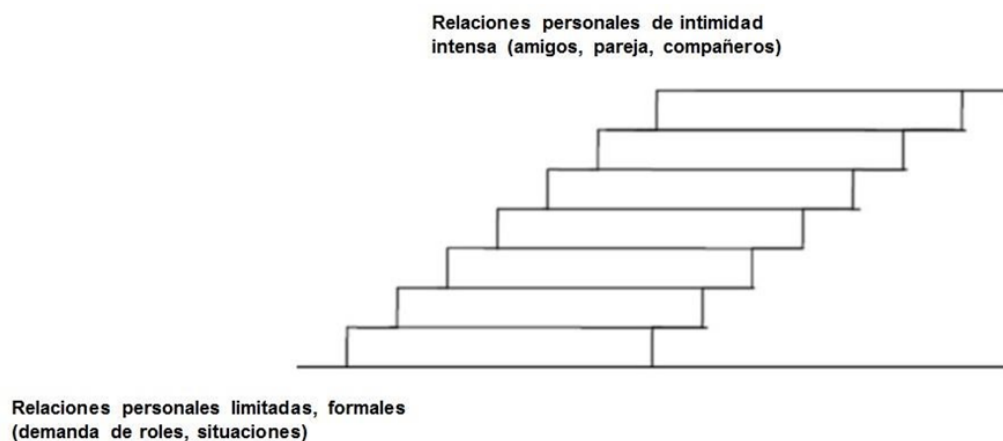 Relaciones personales de intimidad
intensa (amigos, pareja, compañeros)
Relaciones personales limitadas, formales
(demanda de roles, situaciones)